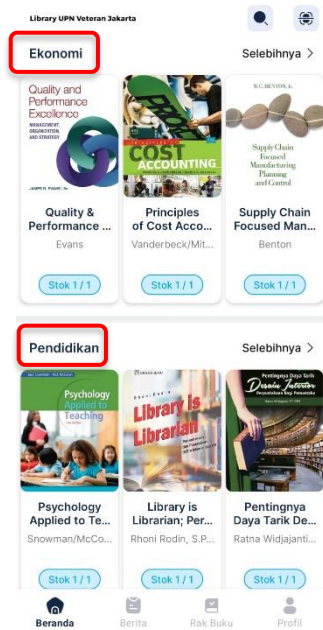 Library UPN Veteran Jakarta
Ekonomi
Selebihnya >
Quality and
Performance
Excellence
MANAGEMENT,
ORGANIZATION,
AND STRATEGY
COST
ACCOUNTING
W. C. BENTON, Jr.
Supply Chain
Focused
Manufacturing
Planning
and Control
Quality &
Performance ...
Principles
of Cost Acco...
Supply Chain
Focused Man...
Evans
Vanderbeck/Mit...
Benton
Stok 1 / 1
Stok 1 / 1
Stok 1 / 1
Pendidikan
Selebihnya >
Psychology
Applied to
Teaching
Library is
Librarian
Pentingnya Daya Tarik
Desain Interior
Perpustakaan Bagi Pemustaka
Psychology
Applied to Te...
Library is
Librarian; Per...
Pentingnya
Daya Tarik De...
Snowman/McCo...
Rhoni Rodin, S.P...
Ratna Widjajanti...
Stok 1 / 1
Stok 1 / 1
Stok 1 / 1
Beranda
Berita
Rak Buku
Profil